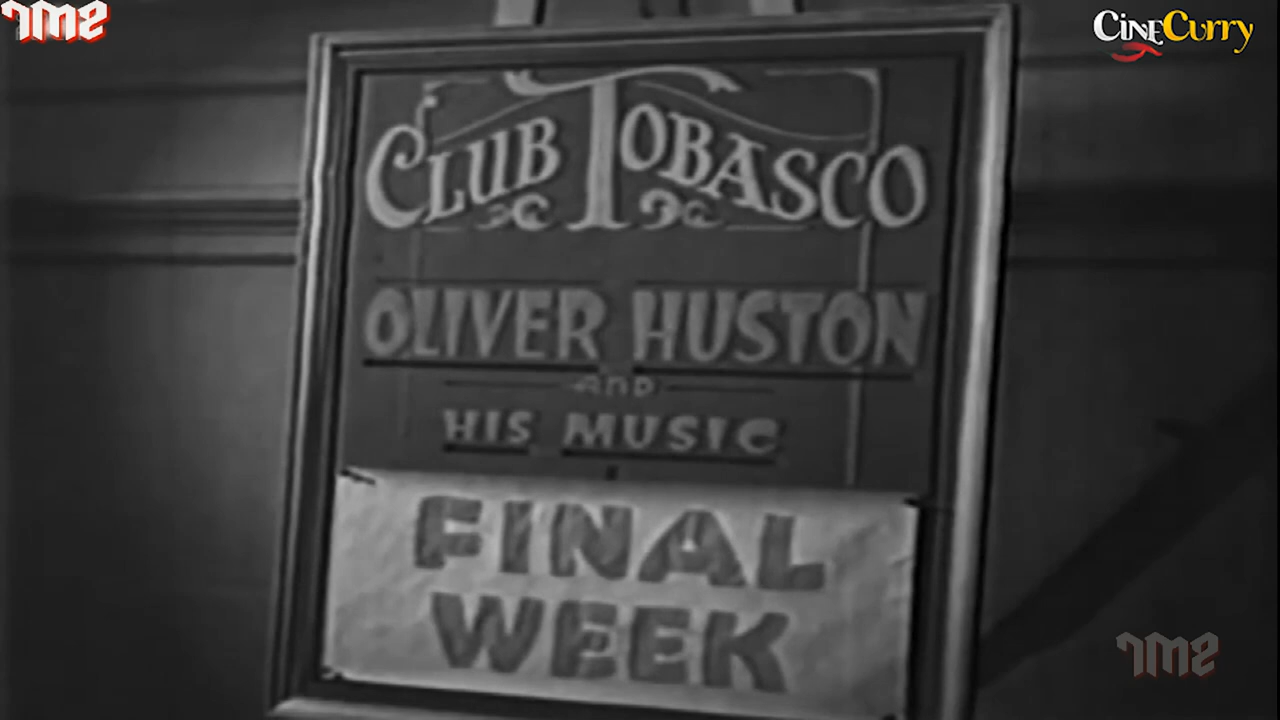 CINECURRY
CLUB TOBASCO
OLIVER HUSTON
AND
HIS MUSIC
FINAL
WEEK